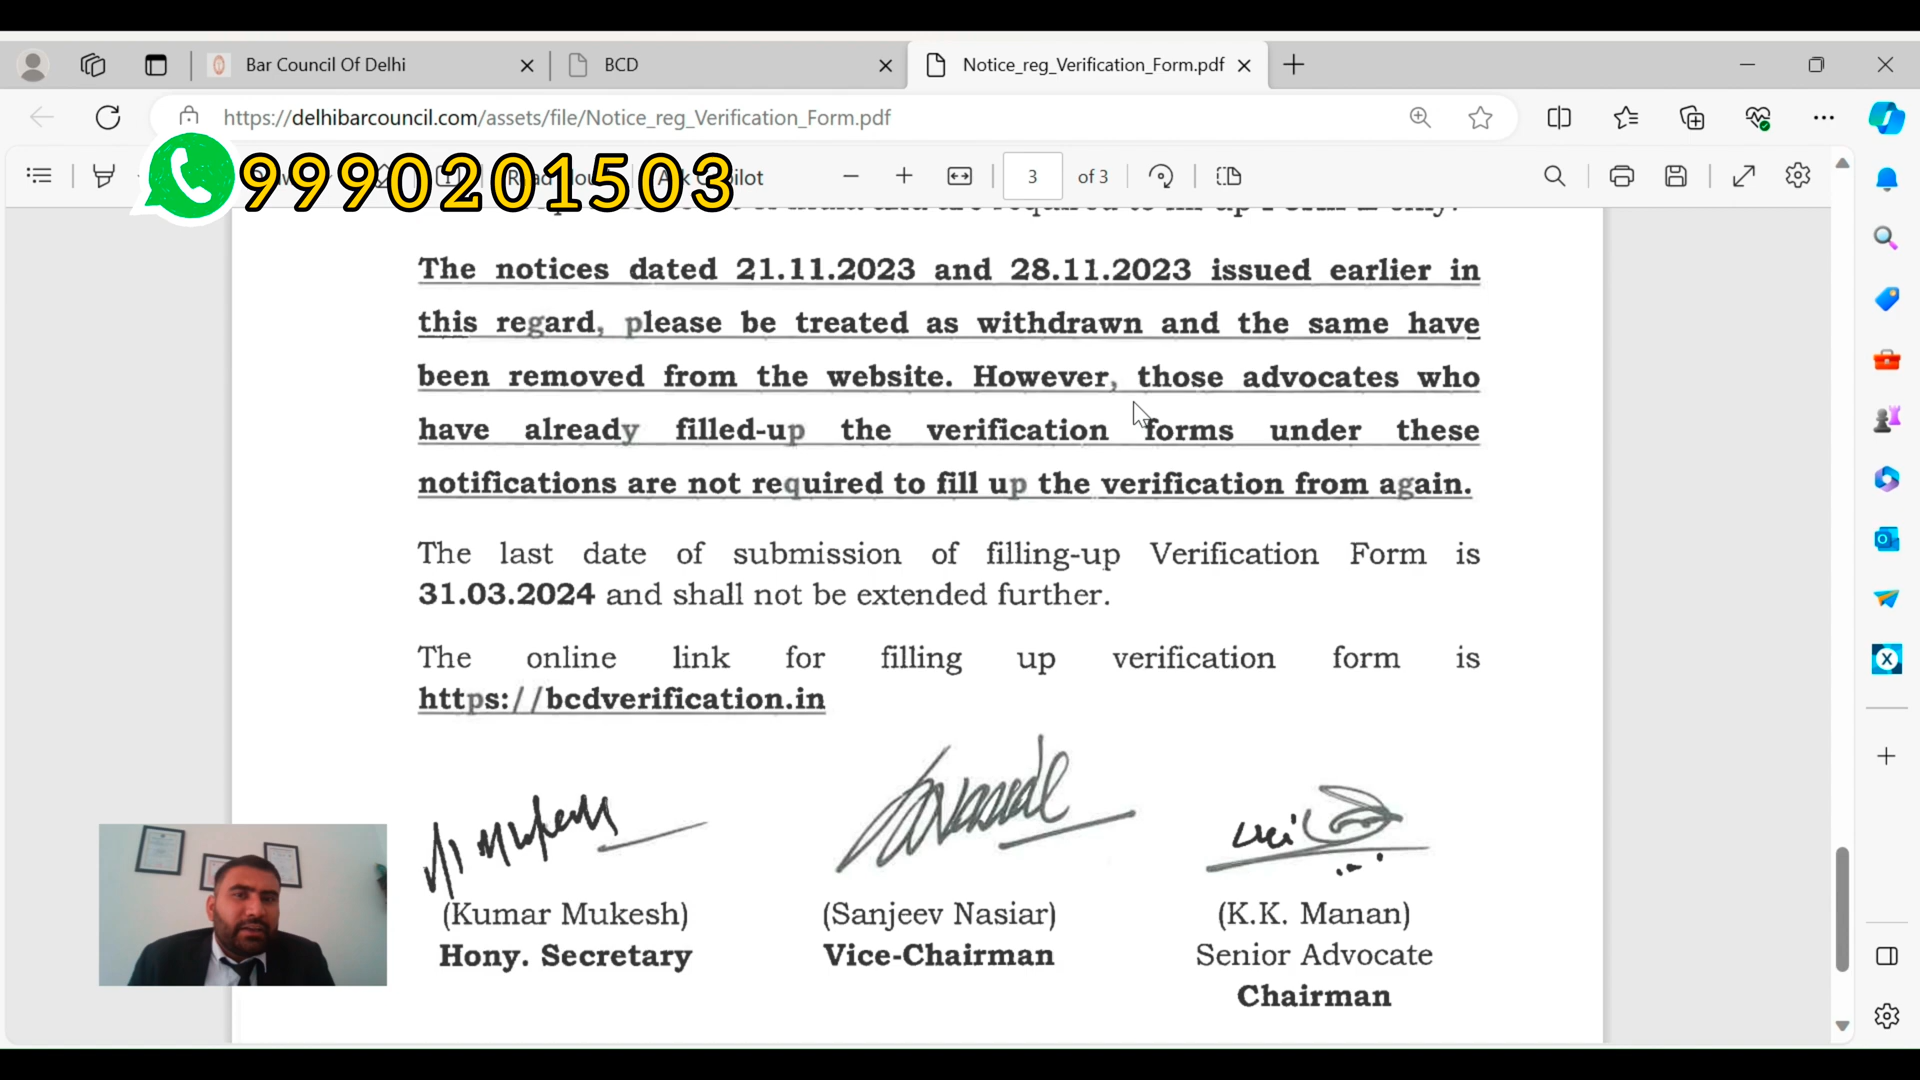 Bar Council Of Delhi
BCD
Notice_reg_Verification_Form.pdf
https://delhibarcouncil.com/assets/file/Notice_reg_Verification_Form.pdf
9990201503
3 of 3
The notices dated 21.11.2023 and 28.11.2023 issued earlier in
this regard, please be treated as withdrawn and the same have
been removed from the website. However, those advocates who
have already filled-up the verification forms under these
notifications are not required to fill up the verification from again.
The last date of submission of filling-up Verification Form is
31.03.2024 and shall not be extended further.
The online link for filling up verification form is
https://bcdverification.in
(Kumar Mukesh)
Hony. Secretary
(Sanjeev Nasiar)
Vice-Chairman
(K.K. Manan)
Senior Advocate
Chairman